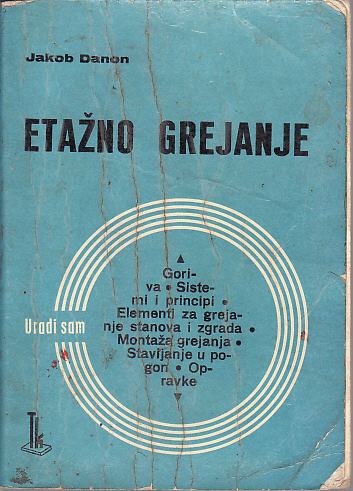 Jakob Danon
ETAŽNO GREJANJE
▲
Gori-
va • Siste-
mi i principi •
Elementi za greja-
nje stanova i zgrada •
Montaža grejanja •
Stavljanje u po-
gon • Op-
ravke
▼
Uradi sam
Tk